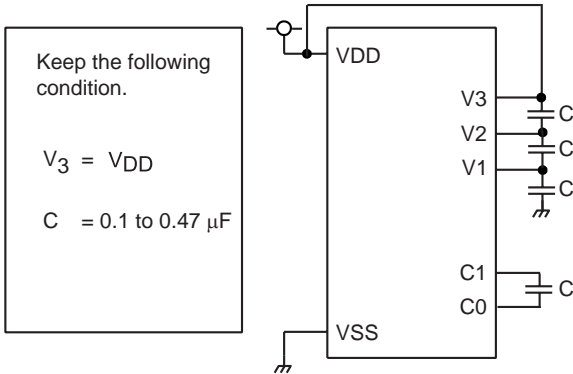 Keep the following
condition.
V3 = VDD
C = 0.1 to 0.47 μF
VDD
V3
C
V2
C
V1
C
C1
C
C0
VSS